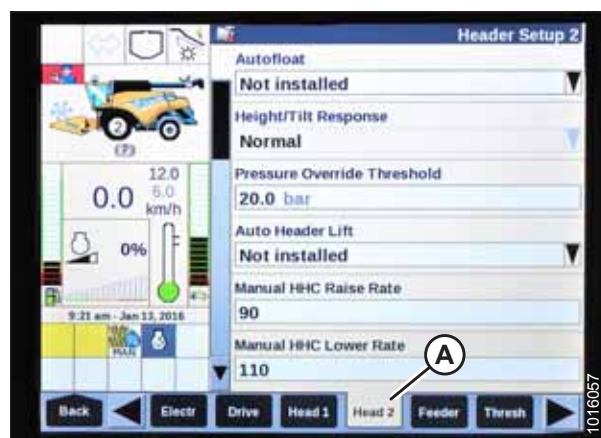 Header Setup 2
Autofloat
Not installed
Height/Tilt Response
Normal
Pressure Override Threshold
20.0 bar
Auto Header Lift
Not installed
Manual HHC Raise Rate
90
Manual HHC Lower Rate
110
2
(?)
12.0
0.0 6.0
km/h
0%
9:21 am - Jan 13, 2016
MAN
A
Back Electr Drive Head 1 Head 2 Feeder Thresh
1016057